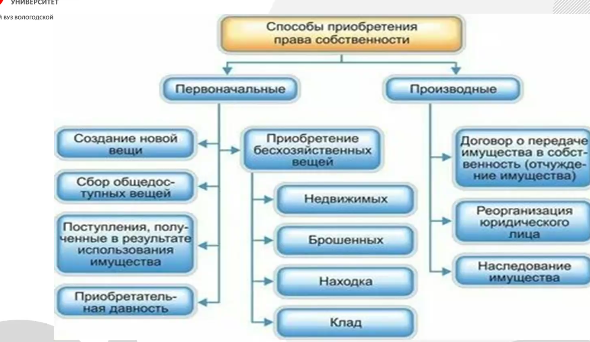 УНИВЕРСИТЕТ
вуз вологодской
Способы приобретения
права собственности
Первоначальные
Производные
Создание новой
вещи
Сбор общедос-
тупных вещей
Поступления, полу-
ченные в результате
использования
имущества
Приобретатель-
ная давность
Приобретение
бесхозяйственных
вещей
Недвижимых
Брошенных
Находка
Клад
Договор о передаче
имущества в собст-
венность (отчужде-
ние имущества)
Реорганизация
юридического
лица
Наследование
имущества